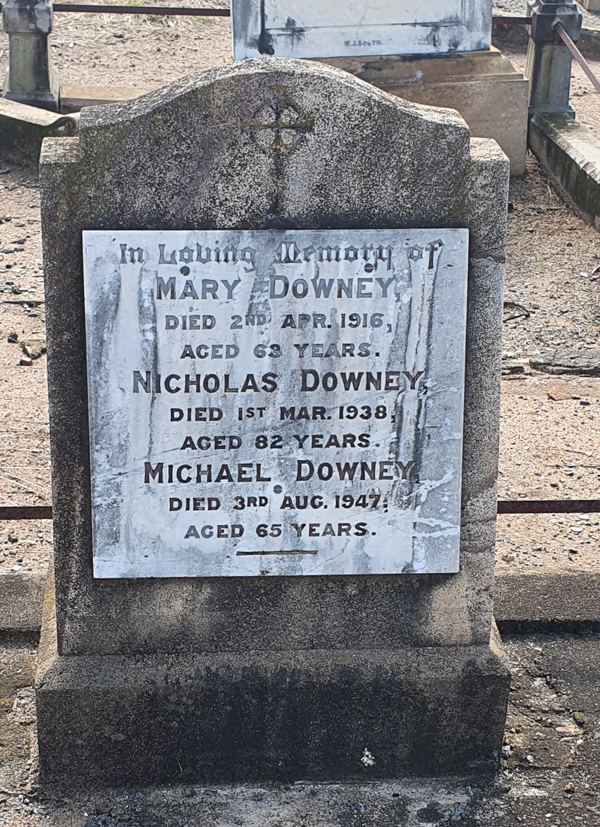 W.J.SOUTH.
In Loving Memory of
MARY DOWNEY,
DIED 2ND APR. 1916,
AGED 63 YEARS.
NICHOLAS DOWNEY,
DIED 1ST MAR. 1938,
AGED 82 YEARS.
MICHAEL DOWNEY,
DIED 3RD AUG. 1947,
AGED 65 YEARS.